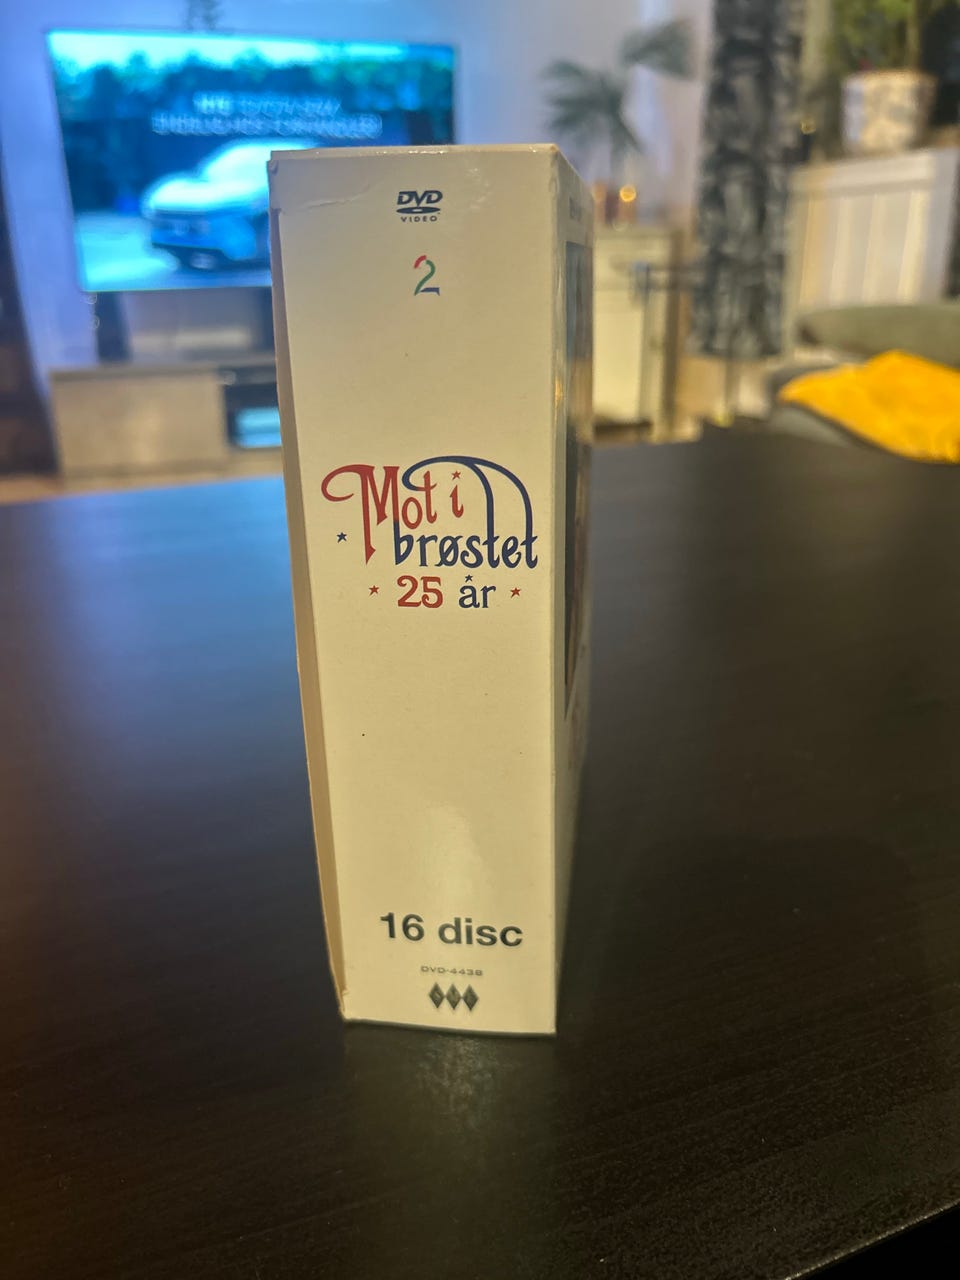 DVD
VIDEO
2
Mot i
brøstet
25 år
16 disc
DVD-4438